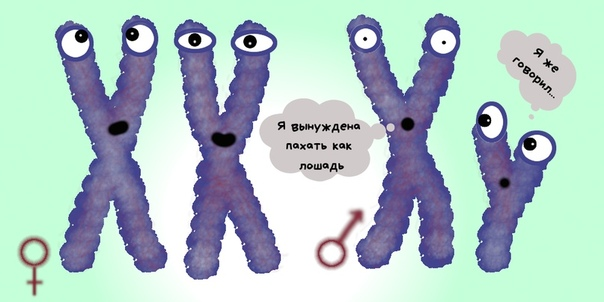 Я вынуждена
пахать как
лошадь
Я же
говорил...